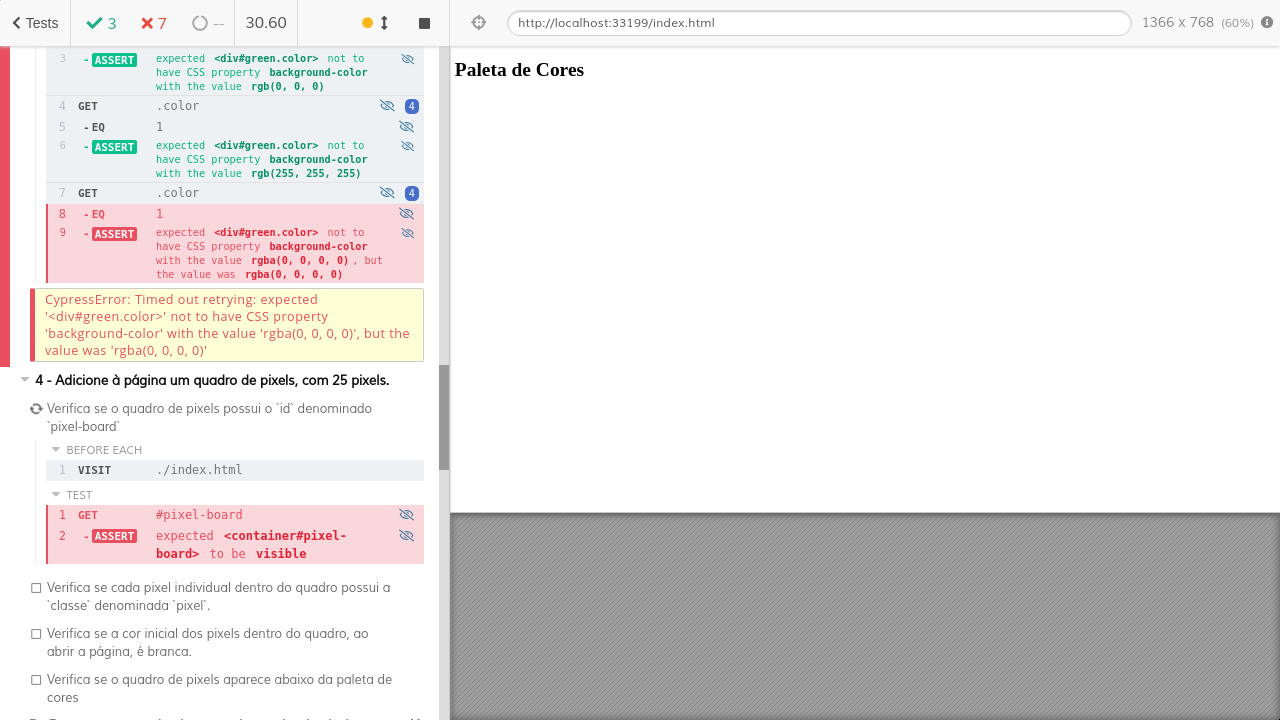 Tests 3 7 -- 30.60
http://localhost:33199/index.html 1366 x 768 (60%)
3 - ASSERT expected <div#green.color> not to
have CSS property background-color
with the value rgb(0, 0, 0)
4 GET .color 4
5 - EQ 1
6 - ASSERT expected <div#green.color> not to
have CSS property background-color
with the value rgb(255, 255, 255)
7 GET .color 4
8 - EQ 1
9 - ASSERT expected <div#green.color> not to
have CSS property background-color
with the value rgba(0, 0, 0, 0) , but
the value was rgba(0, 0, 0, 0)
CypressError: Timed out retrying: expected
'<div#green.color>' not to have CSS property
'background-color' with the value 'rgba(0, 0, 0, 0)', but the
value was 'rgba(0, 0, 0, 0)'
4 - Adicione à página um quadro de pixels, com 25 pixels.
Verifica se o quadro de pixels possui o `id` denominado
`pixel-board`
BEFORE EACH
1 VISIT ./index.html
TEST
1 GET #pixel-board
2 - ASSERT expected <container#pixel-
board> to be visible
Verifica se cada pixel individual dentro do quadro possui a
`classe` denominada `pixel`.
Verifica se a cor inicial dos pixels dentro do quadro, ao
abrir a página, é branca.
Verifica se o quadro de pixels aparece abaixo da paleta de
cores
Paleta de Cores